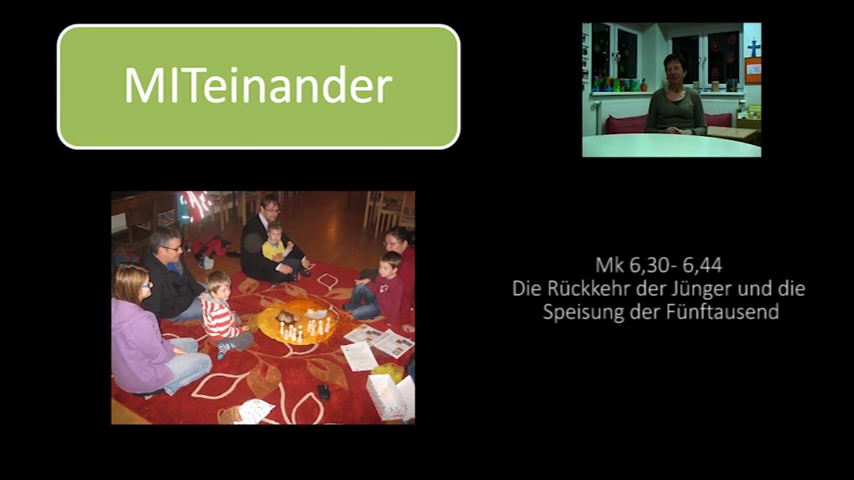 MITeinander
Mk 6,30- 6,44
Die Rückkehr der Jünger und die
Speisung der Fünftausend